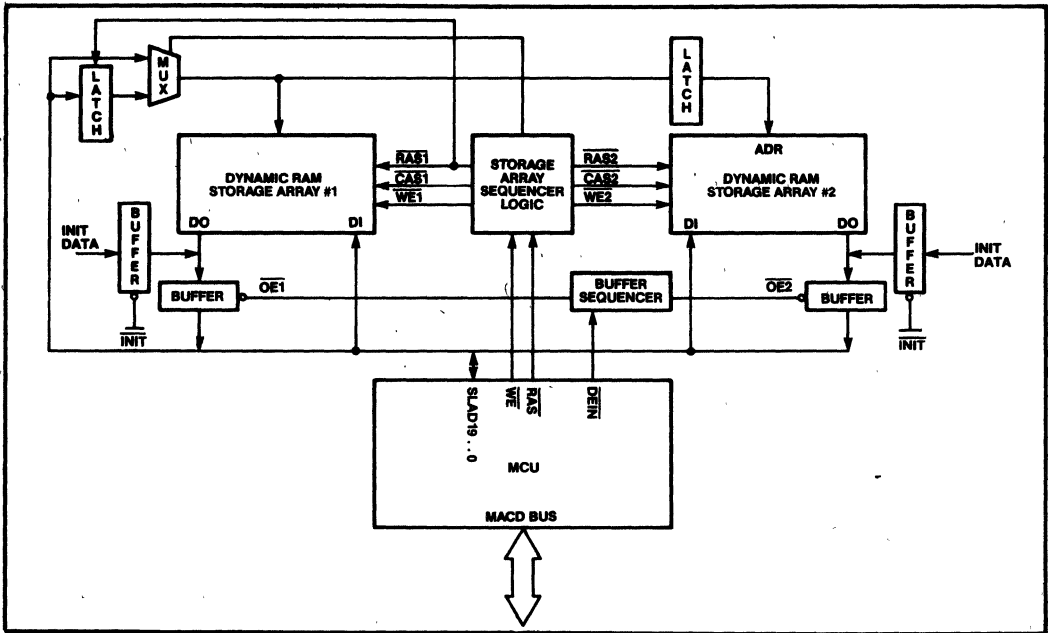 LATCH
MUX
LATCH
DYNAMIC RAM
STORAGE ARRAY #1
DO
DI
RAS1
CAS1
WE1
STORAGE
ARRAY
SEQUENCER
LOGIC
RAS2
CAS2
WE2
ADR
DYNAMIC RAM
STORAGE ARRAY #2
DI
DO
INIT
DATA
BUFFER
INIT
BUFFER
OE1
BUFFER
SEQUENCER
OE2
BUFFER
BUFFER
INIT
DATA
INIT
SLAD19 . . 0
WE
RAS
DEIN
MCU
MACD BUS